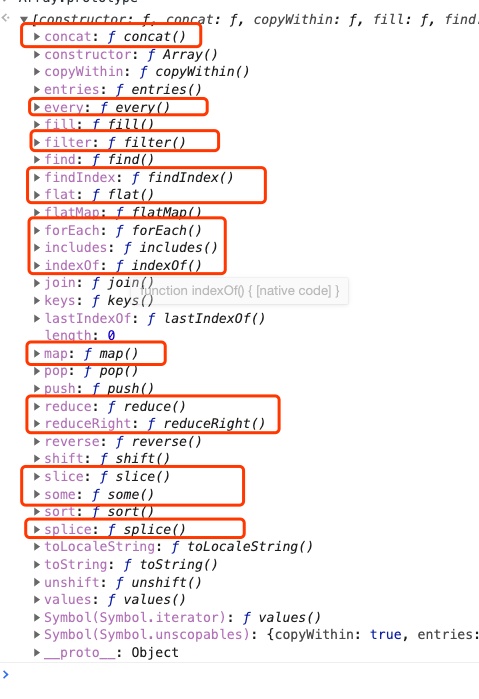 Array.prototype
[constructor: ƒ, concat: ƒ, copyWithin: ƒ, fill: ƒ, find:
concat: ƒ concat()
constructor: ƒ Array()
copyWithin: ƒ copyWithin()
entries: ƒ entries()
every: ƒ every()
fill: ƒ fill()
filter: ƒ filter()
find: ƒ find()
findIndex: ƒ findIndex()
flat: ƒ flat()
flatMap: ƒ flatMap()
forEach: ƒ forEach()
includes: ƒ includes()
indexOf: ƒ indexOf()
join: ƒ join()
function indexOf() { [native code] }
keys: ƒ keys()
lastIndexOf: ƒ lastIndexOf()
length: 0
map: ƒ map()
pop: ƒ pop()
push: ƒ push()
reduce: ƒ reduce()
reduceRight: ƒ reduceRight()
reverse: ƒ reverse()
shift: ƒ shift()
slice: ƒ slice()
some: ƒ some()
sort: ƒ sort()
splice: ƒ splice()
toLocaleString: ƒ toLocaleString()
toString: ƒ toString()
unshift: ƒ unshift()
values: ƒ values()
Symbol(Symbol.iterator): ƒ values()
Symbol(Symbol.unscopables): {copyWithin: true, entries:
__proto__: Object